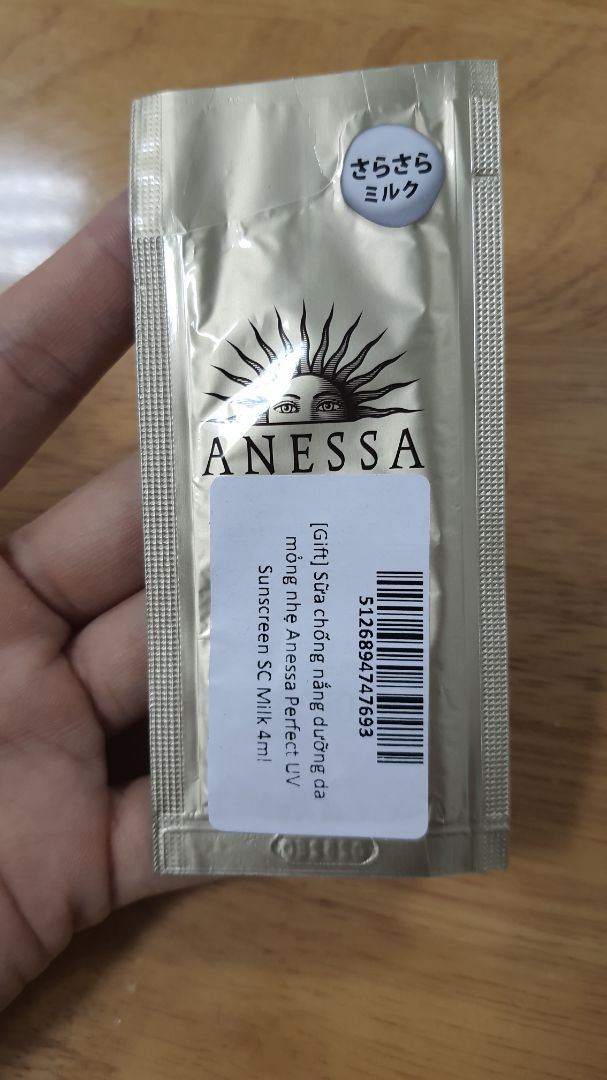 さらさら
ミルク
ANESSA
[Gift] Sữa chống nắng dưỡng da
mỏng nhẹ Anessa Perfect UV
Sunscreen SC Milk 4ml
5126894747693